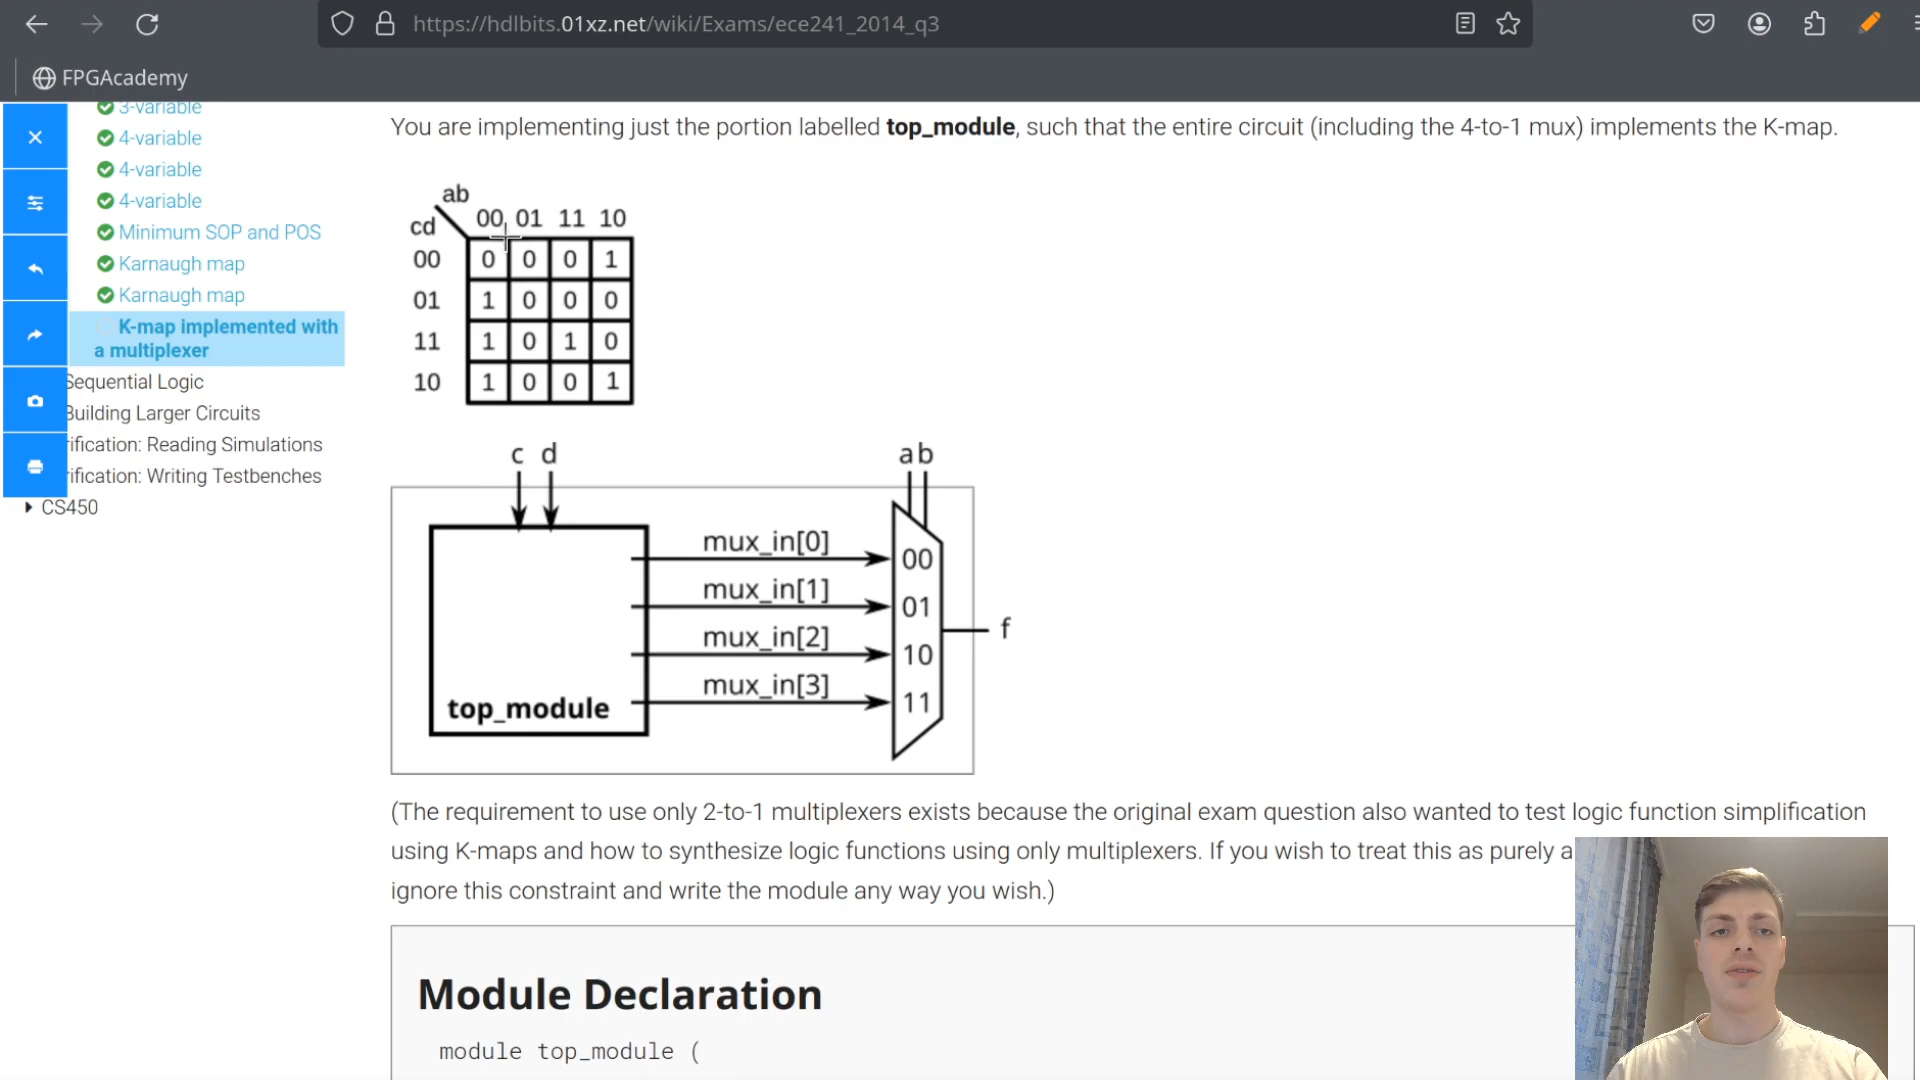 https://hdlbits.01xz.net/wiki/Exams/ece241_2014_q3
FPGAcademy
3-variable
4-variable
4-variable
4-variable
Minimum SOP and POS
Karnaugh map
Karnaugh map
K-map implemented with
a multiplexer
Sequential Logic
Building Larger Circuits
rification: Reading Simulations
rification: Writing Testbenches
CS450
You are implementing just the portion labelled top_module, such that the entire circuit (including the 4-to-1 mux) implements the K-map.
ab
cd 00 01 11 10
00 0 0 0 1
01 1 0 0 0
11 1 0 1 0
10 1 0 0 1
c d ab
mux_in[0] 00
mux_in[1] 01
f
mux_in[2] 10
mux_in[3] 11
top_module
(The requirement to use only 2-to-1 multiplexers exists because the original exam question also wanted to test logic function simplification
using K-maps and how to synthesize logic functions using only multiplexers. If you wish to treat this as purely a
ignore this constraint and write the module any way you wish.)
Module Declaration
module top_module (